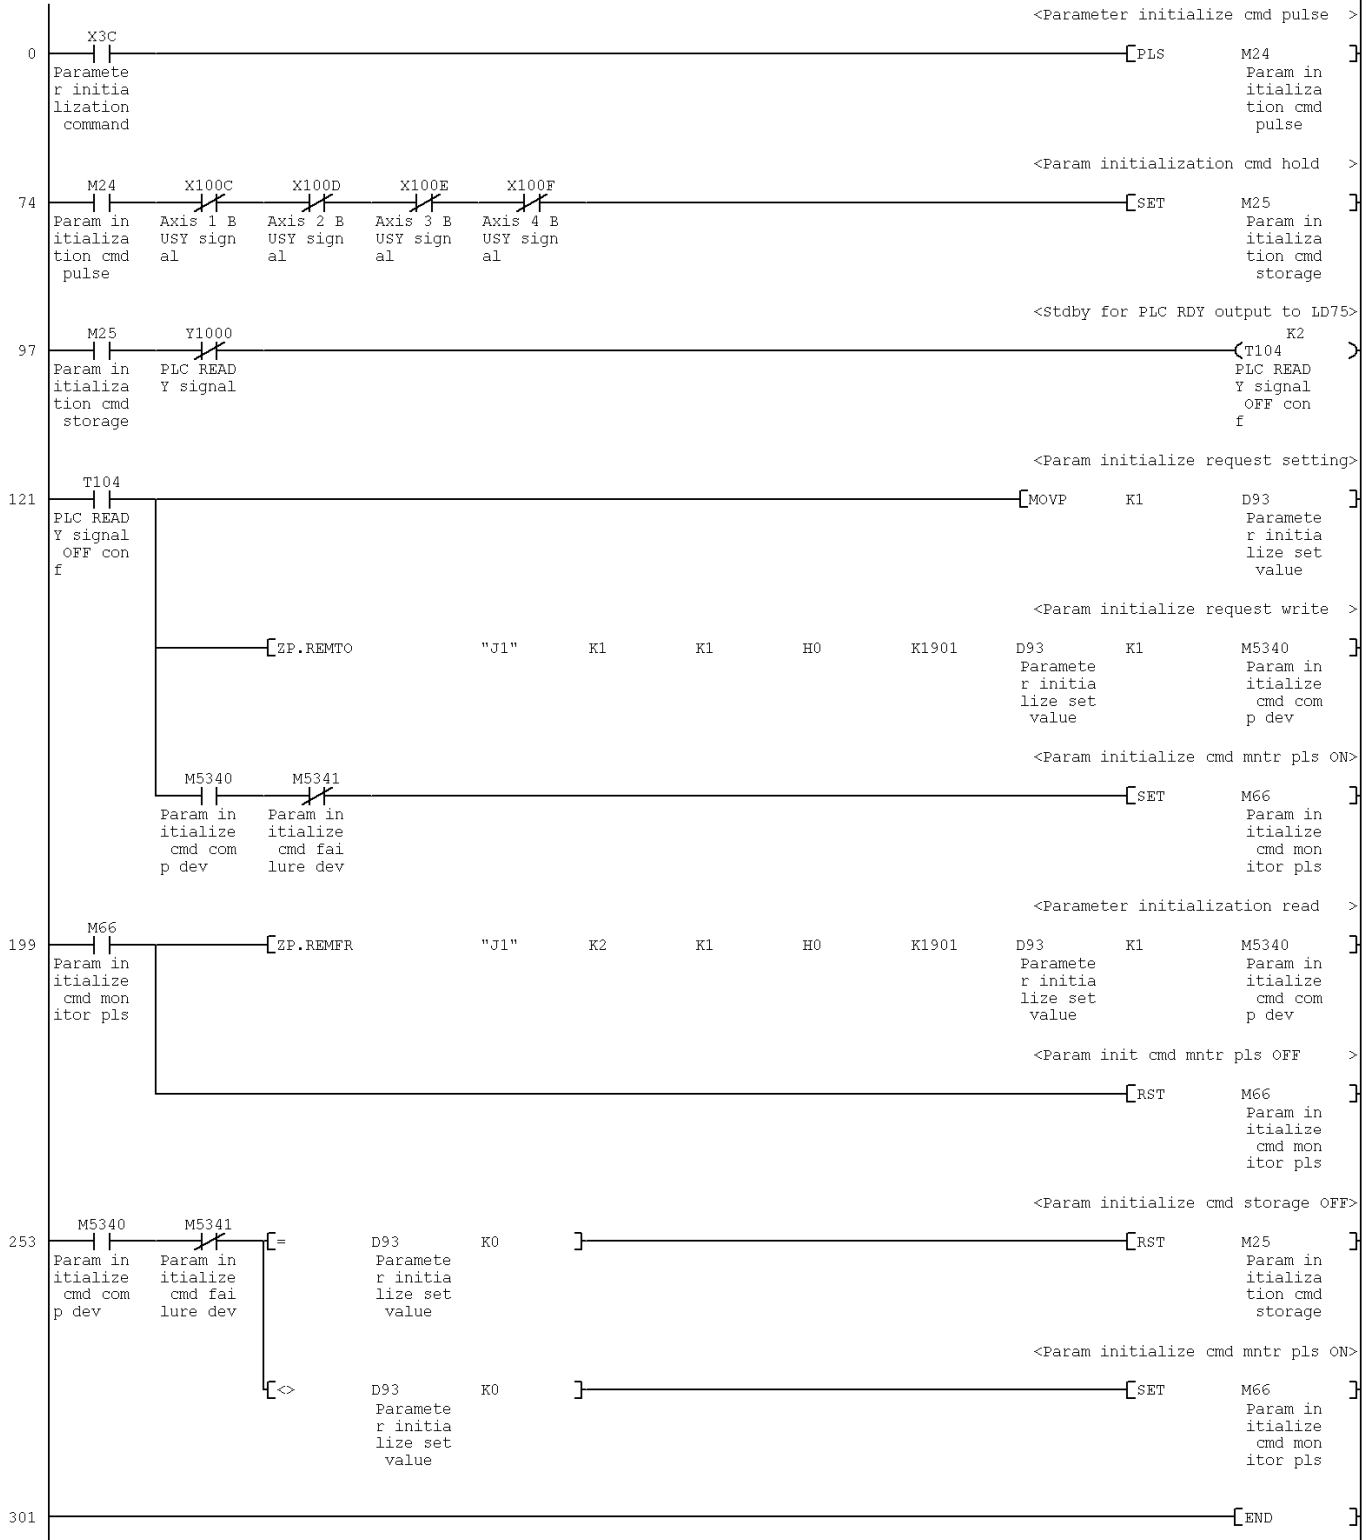 <Parameter initialize cmd pulse >
X3C
0 PLS M24
Paramete Param in
r initia itializa
lization tion cmd
command pulse
<Param initialization cmd hold >
M24 X100C X100D X100E X100F
74 SET M25
Param in Axis 1 B Axis 2 B Axis 3 B Axis 4 B Param in
itializa USY sign USY sign USY sign USY sign itializa
tion cmd al al al al tion cmd
pulse storage
<Stdby for PLC RDY output to LD75>
M25 Y1000 K2
97 T104
Param in PLC READ PLC READ
itializa Y signal Y signal
tion cmd OFF con
storage f
<Param initialize request setting>
T104
121 MOVP K1 D93
PLC READ Paramete
Y signal r initia
OFF con lize set
f value
<Param initialize request write >
ZP.REMTO "J1" K1 K1 H0 K1901 D93 K1 M5340
Paramete Param in
r initia itialize
lize set cmd com
value p dev
<Param initialize cmd mntr pls ON>
M5340 M5341
SET M66
Param in Param in Param in
itialize itialize itialize
cmd com cmd fai cmd mon
p dev lure dev itor pls
<Parameter initialization read >
M66
199 ZP.REMFR "J1" K2 K1 H0 K1901 D93 K1 M5340
Param in Paramete Param in
itialize r initia itialize
cmd mon lize set cmd com
itor pls value p dev
<Param init cmd mntr pls OFF >
RST M66
Param in
itialize
cmd mon
itor pls
<Param initialize cmd storage OFF>
M5340 M5341
253 = D93 K0 RST M25
Param in Param in Paramete Param in
itialize itialize r initia itializa
cmd com cmd fai lize set tion cmd
p dev lure dev value storage
<Param initialize cmd mntr pls ON>
<> D93 K0 SET M66
Paramete Param in
r initia itialize
lize set cmd mon
value itor pls
301 END